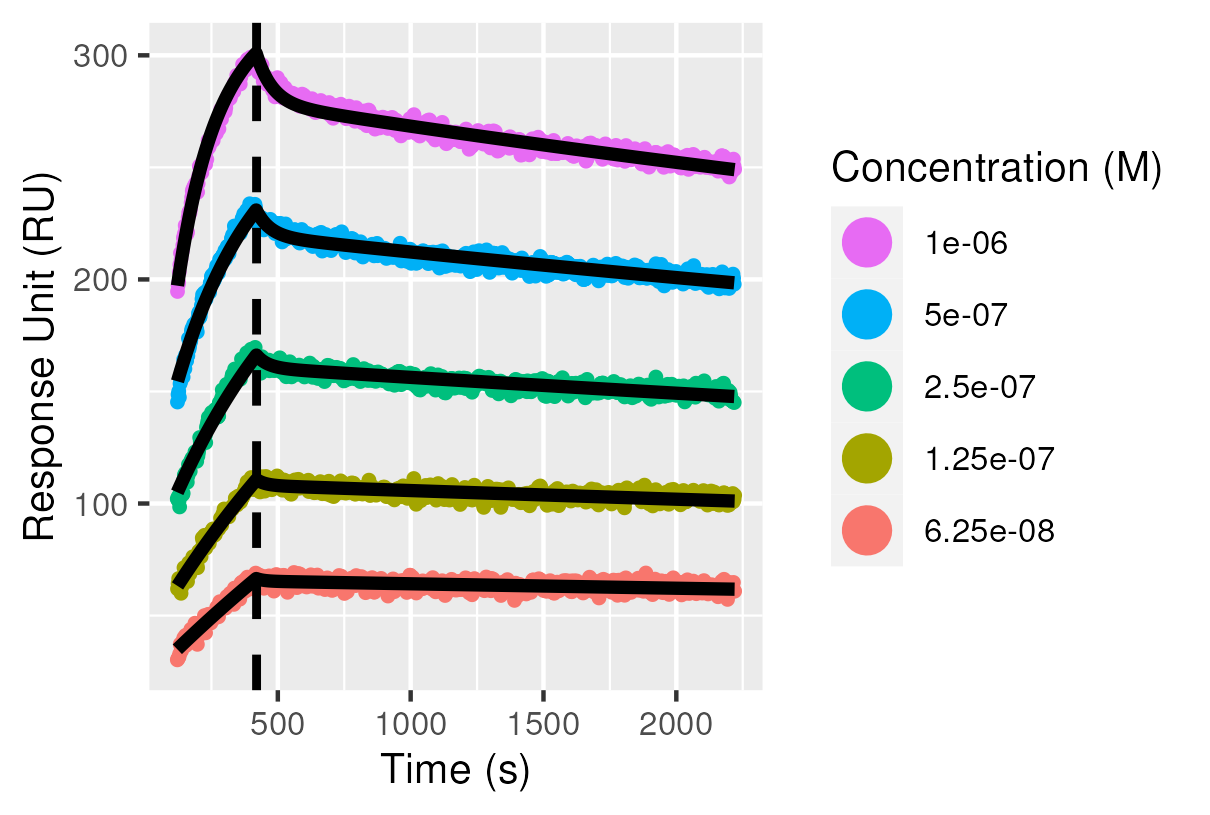 300
200
100
Response Unit (RU)
500
1000
1500
2000
Time (s)
Concentration (M)
1e-06
5e-07
2.5e-07
1.25e-07
6.25e-08